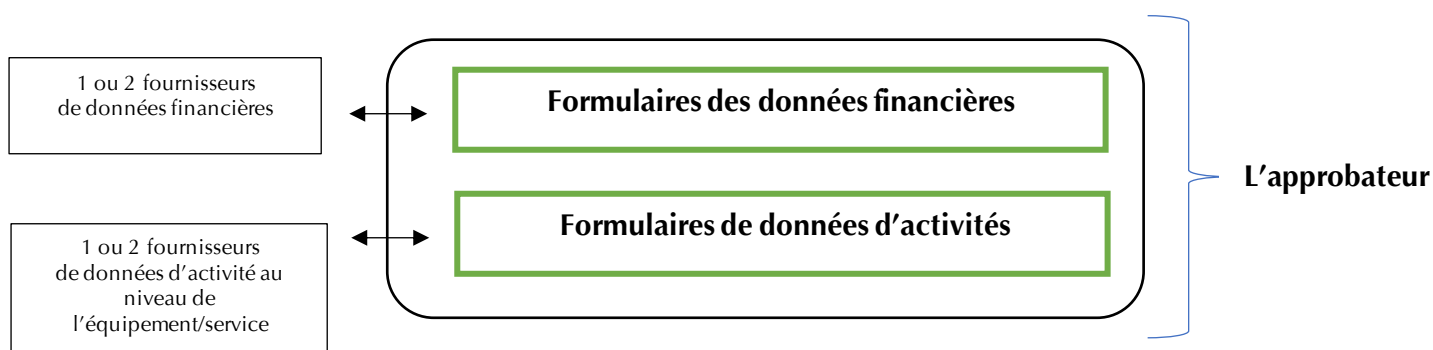 1 ou 2 fournisseurs
de données financières
Formulaires des données financières
L'approbateur
1 ou 2 fournisseurs
de données d'activité au
niveau de
l'équipement/service
Formulaires de données d'activités